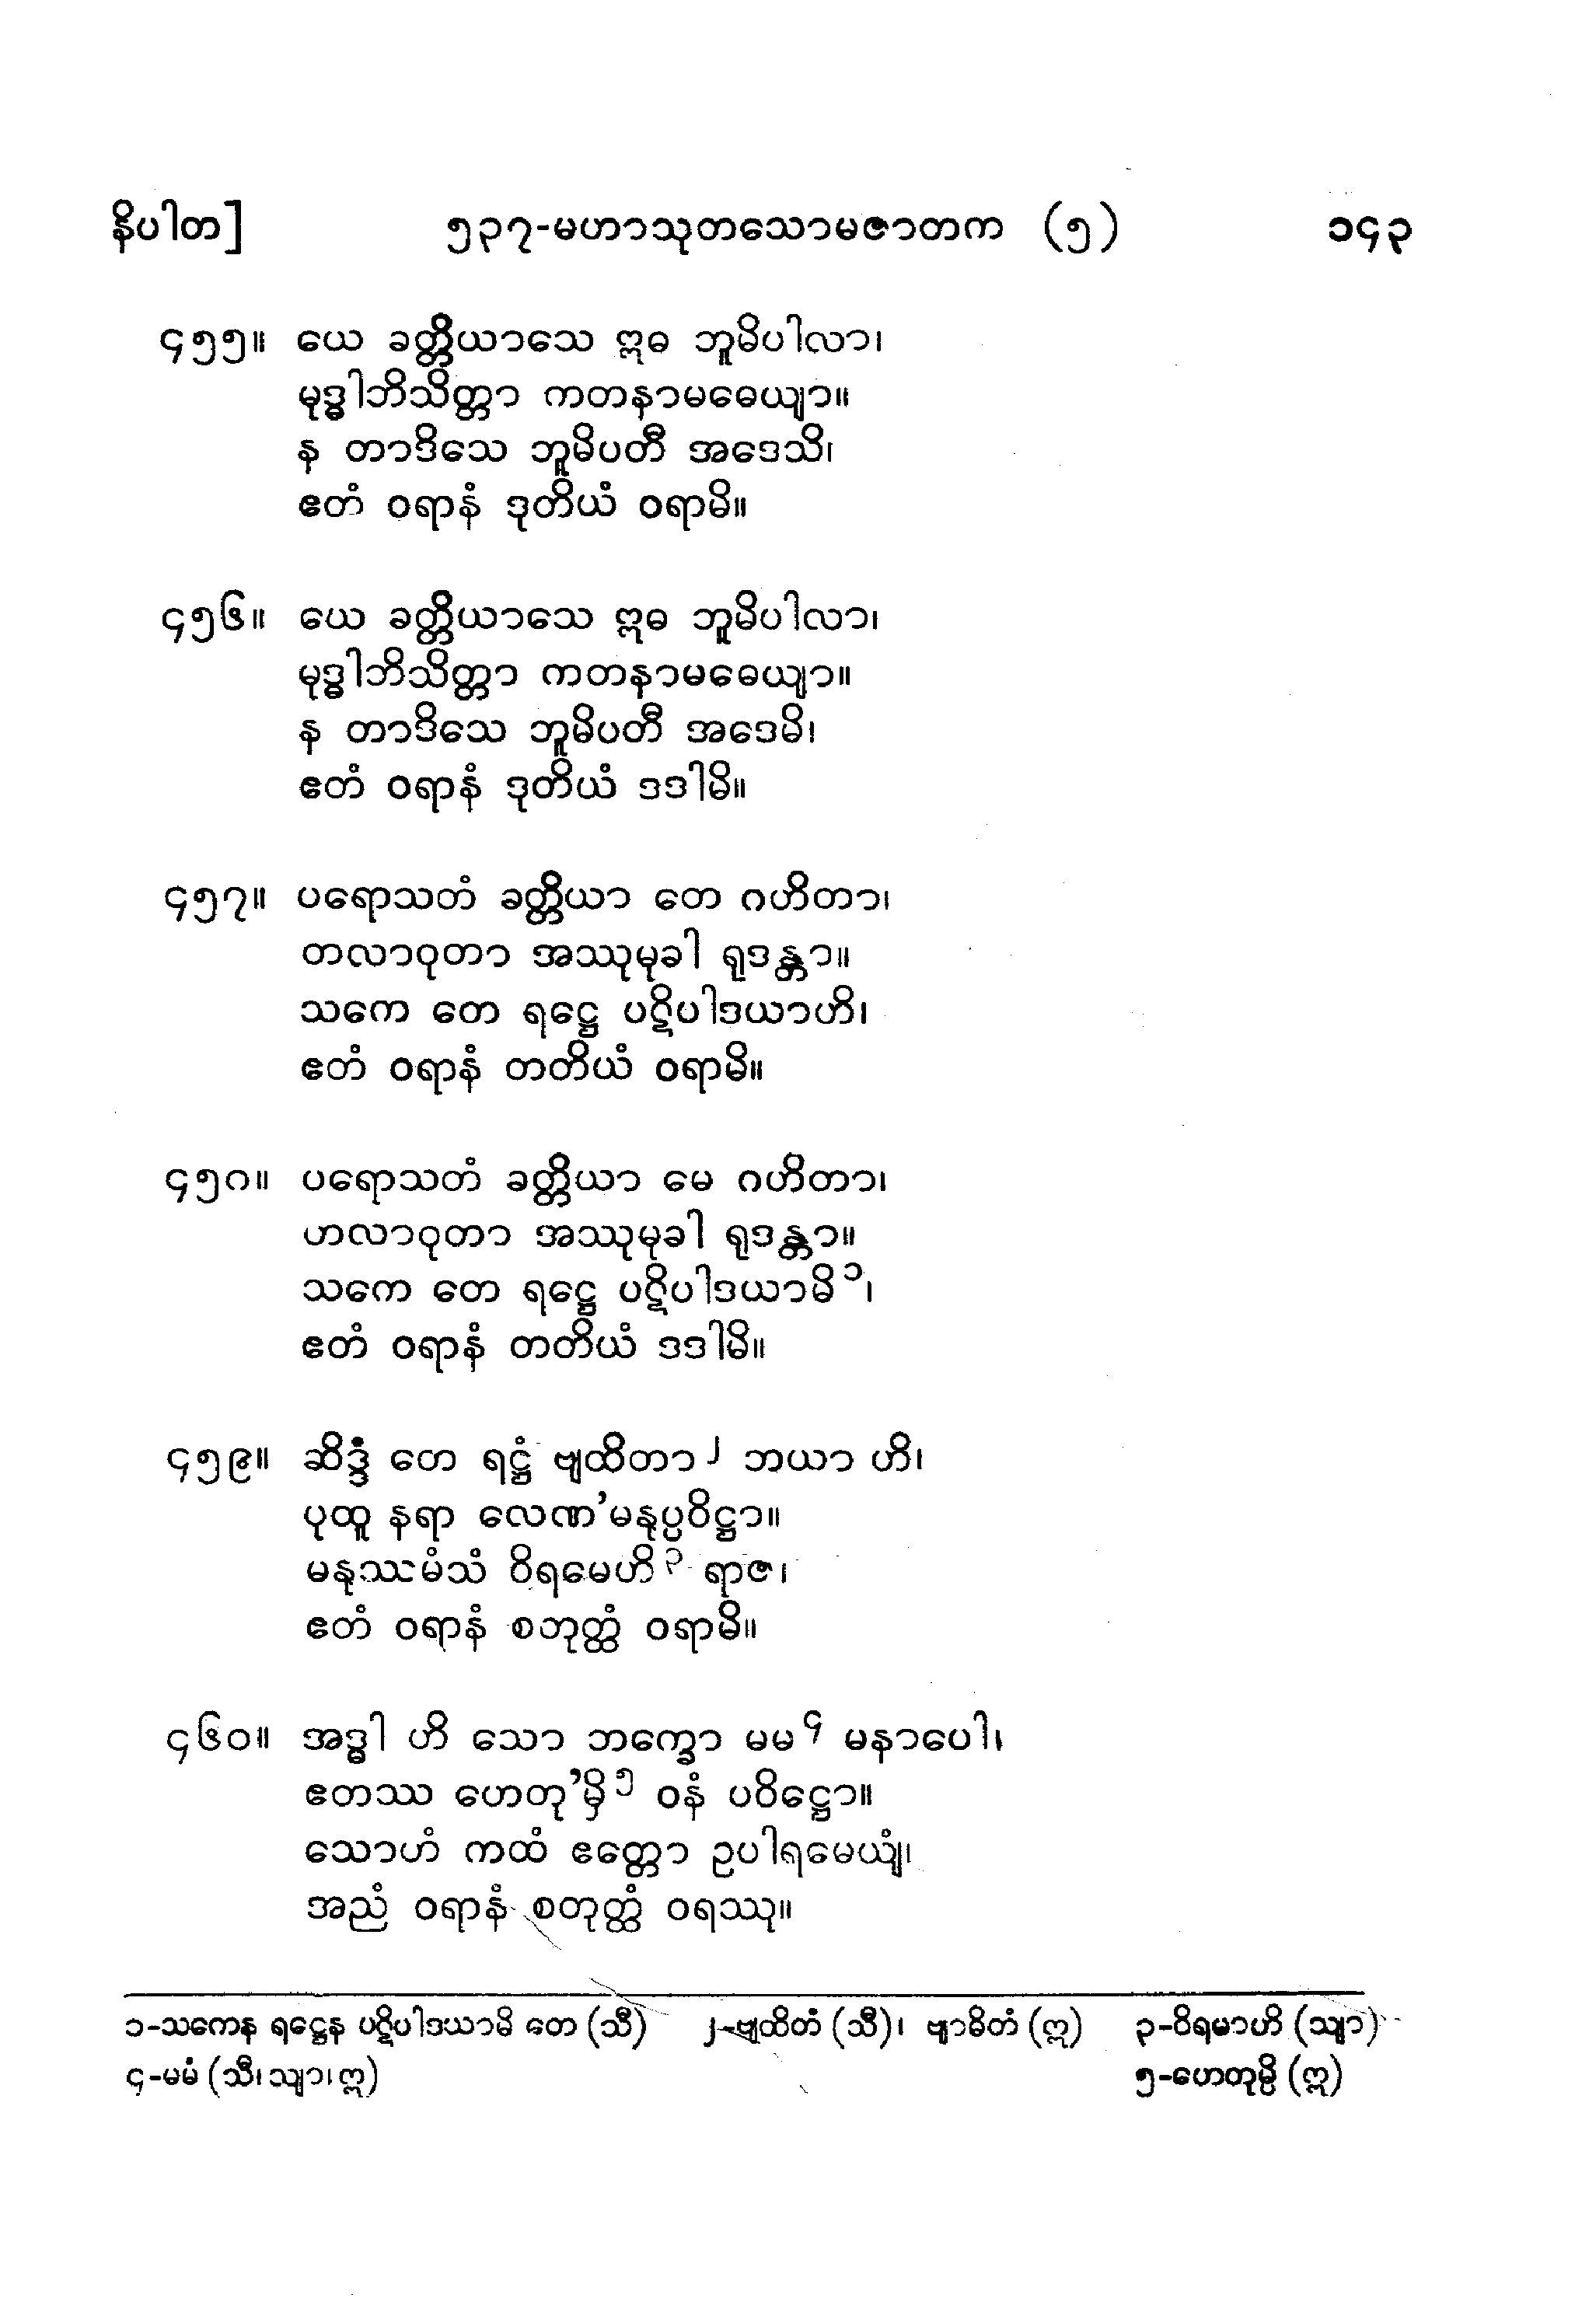 နိပါတ] ၅၃၇-မဟာသုတသောမဇာတက (၅) ၁၄၃
၄၅၅။ ယေ ခတ္တိယာသေ ဣဓ ဘူမိပါလာ၊
မုဒ္ဓါဘိသိတ္တာ ကတနာမဓေယျာ။
န တာဒိသေ ဘူမိပတီ အဒေသိ၊
ဧတံ ဝရာနံ ဒုတိယံ ဝရာမိ။
၄၅၆။ ယေ ခတ္တိယာသေ ဣဓ ဘူမိပါလာ၊
မုဒ္ဓါဘိသိတ္တာ ကတနာမဓေယျာ။
န တာဒိသေ ဘူမိပတီ အဒေမိ၊
ဧတံ ဝရာနံ ဒုတိယံ ဒဒါမိ။
၄၅၇။ ပရောသတံ ခတ္တိယာ တေ ဂဟိတာ၊
တလာဝုတာ အဿုမုခါ ရုဒန္တာ။
သကေ တေ ရဋ္ဌေ ပဋိပါဒယာဟိ၊
ဧတံ ဝရာနံ တတိယံ ဝရာမိ။
၄၅၈။ ပရောသတံ ခတ္တိယာ မေ ဂဟိတာ၊
ဟလာဝုတာ အဿုမုခါ ရုဒန္တာ။
သကေ တေ ရဋ္ဌေ ပဋိပါဒယာမိ ၁၊
ဧတံ ဝရာနံ တတိယံ ဒဒါမိ။
၄၅၉။ ဆိဒ္ဒံ တေ ရဋ္ဌံ ဗျထိတာ ၂ ဘယာ ဟိ၊
ပုထူ နရာ လေဏ’မနုပ္ပဝိဋ္ဌာ။
မနုဿမံသံ ဝိရမေဟိ ၃ ရာဇ၊
ဧတံ ဝရာနံ စဘုတ္ထံ ဝရာမိ။
၄၆၀။ အဒ္ဓါ ဟိ သော ဘက္ခော မမ ၄ မနာပေါ၊
ဧတဿ ဟေတု’မှိ ၅ ဝနံ ပဝိဋ္ဌော။
သောဟံ ကထံ ဧတ္တော ဥပါရမေယျံ၊
အညံ ဝရာနံ စတုတ္ထံ ဝရဿု။
၁-သကေန ရဋ္ဌေန ပဋိပါဒယာမိ တေ (သီ) ၂-ဗျထိတံ (သီ)၊ ဗျာဓိတံ (ဣ) ၃-ဝိရမာဟိ (သျာ)
၄-မမံ (သီ၊ သျာ၊ ဣ) ၅-ဟေတုမ္ပိ (ဣ)